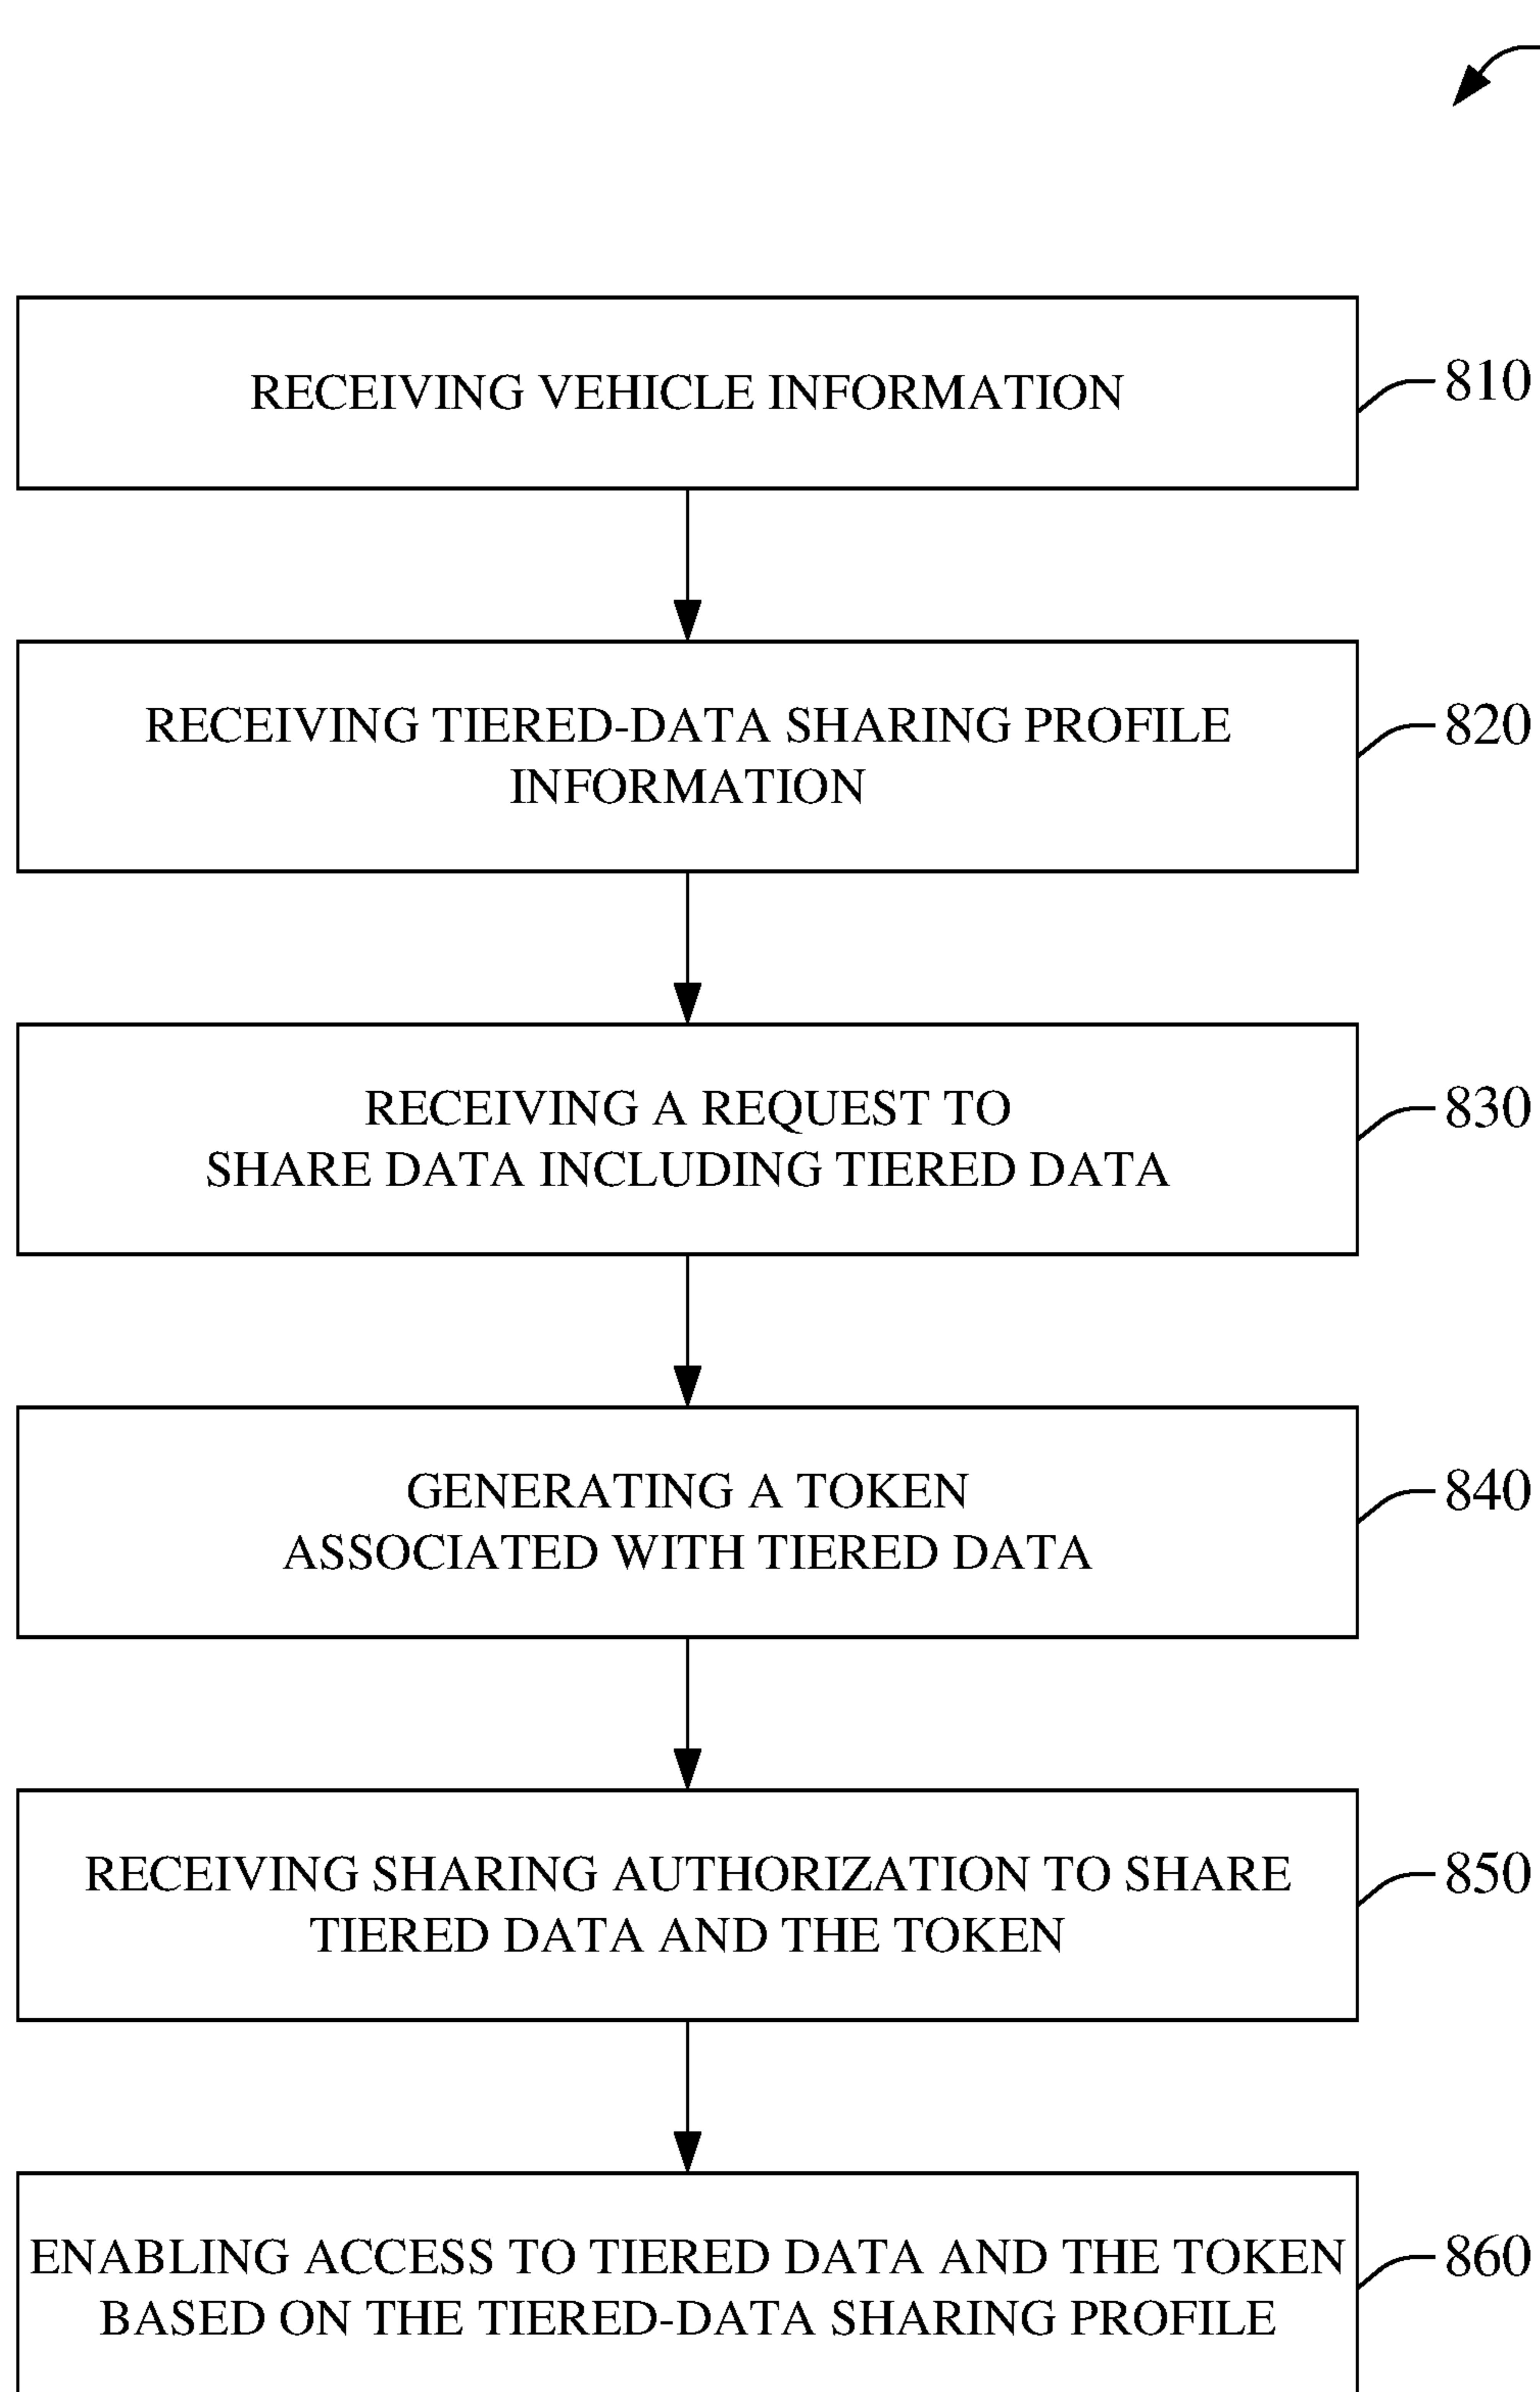 RECEIVING VEHICLE INFORMATION
810
RECEIVING TIERED-DATA SHARING PROFILE
INFORMATION
820
RECEIVING A REQUEST TO
SHARE DATA INCLUDING TIERED DATA
830
GENERATING A TOKEN
ASSOCIATED WITH TIERED DATA
840
RECEIVING SHARING AUTHORIZATION TO SHARE
TIERED DATA AND THE TOKEN
850
ENABLING ACCESS TO TIERED DATA AND THE TOKEN
BASED ON THE TIERED-DATA SHARING PROFILE
860